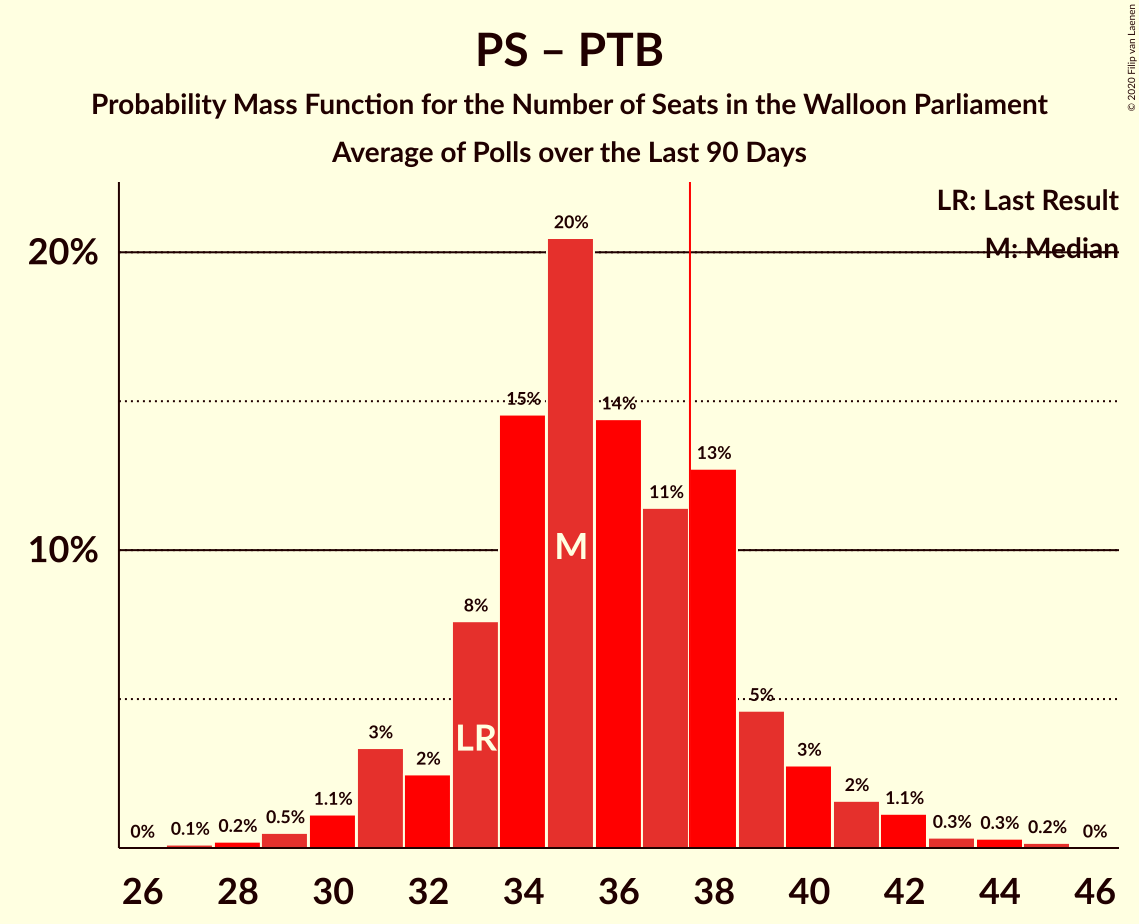 PS – PTB
Probability Mass Function for the Number of Seats in the Walloon Parliament
Average of Polls over the Last 90 Days
© 2020 Filip van Laenen
LR: Last Result
M: Median
20%
10%
0%
0.1%
0.2%
0.5%
1.1%
3%
2%
8%
15%
20%
14%
11%
13%
5%
3%
2%
1.1%
0.3%
0.3%
0.2%
0%
LR
M
26 28 30 32 34 36 38 40 42 44 46